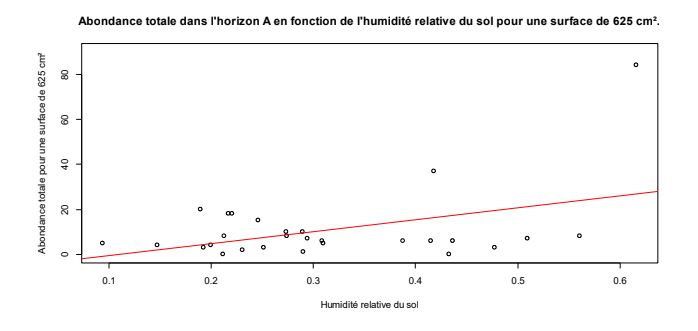 Abondance totale dans l'horizon A en fonction de l'humidité relative du sol pour une surface de 625 cm².
Abondance totale pour une surface de 625 cm²
80
60
40
20
0
0.1 0.2 0.3 0.4 0.5 0.6
Humidité relative du sol